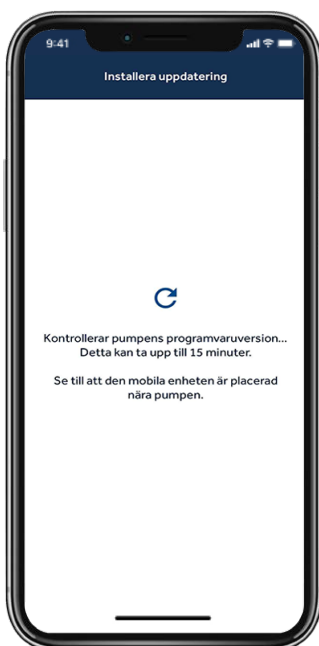 9:41
Installera uppdatering
Kontrollerar pumpens programvaruversion...
Detta kan ta upp till 15 minuter.
Se till att den mobila enheten är placerad
nära pumpen.